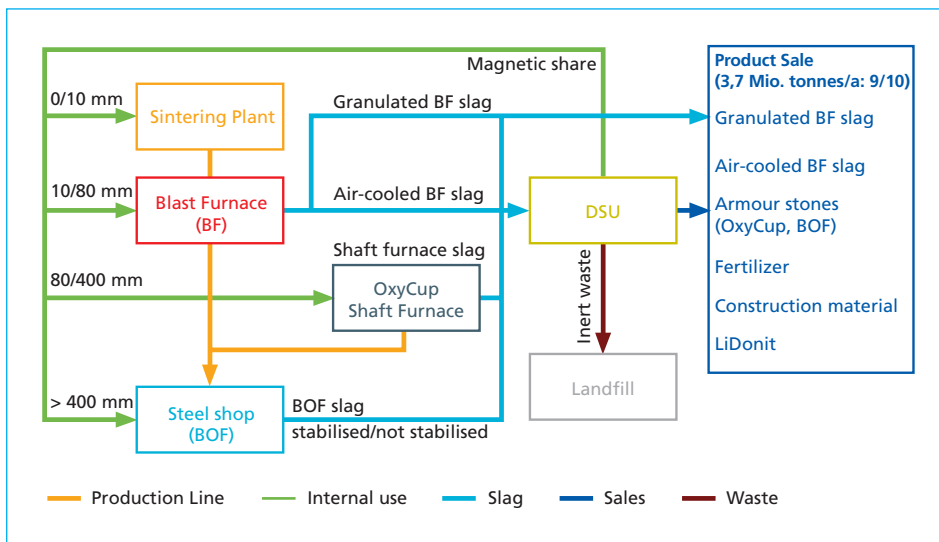 Magnetic share
0/10 mm
Sintering Plant
Granulated BF slag
10/80 mm
Blast Furnace
(BF)
Air-cooled BF slag
DSU
Shaft furnace slag
80/400 mm
OxyCup
Shaft Furnace
Inert waste
Landfill
> 400 mm
Steel shop
(BOF)
BOF slag
stabilised/not stabilised
Product Sale
(3,7 Mio. tonnes/a: 9/10)
Granulated BF slag
Air-cooled BF slag
Armour stones
(OxyCup, BOF)
Fertilizer
Construction material
LiDonit
Production Line
Internal use
Slag
Sales
Waste